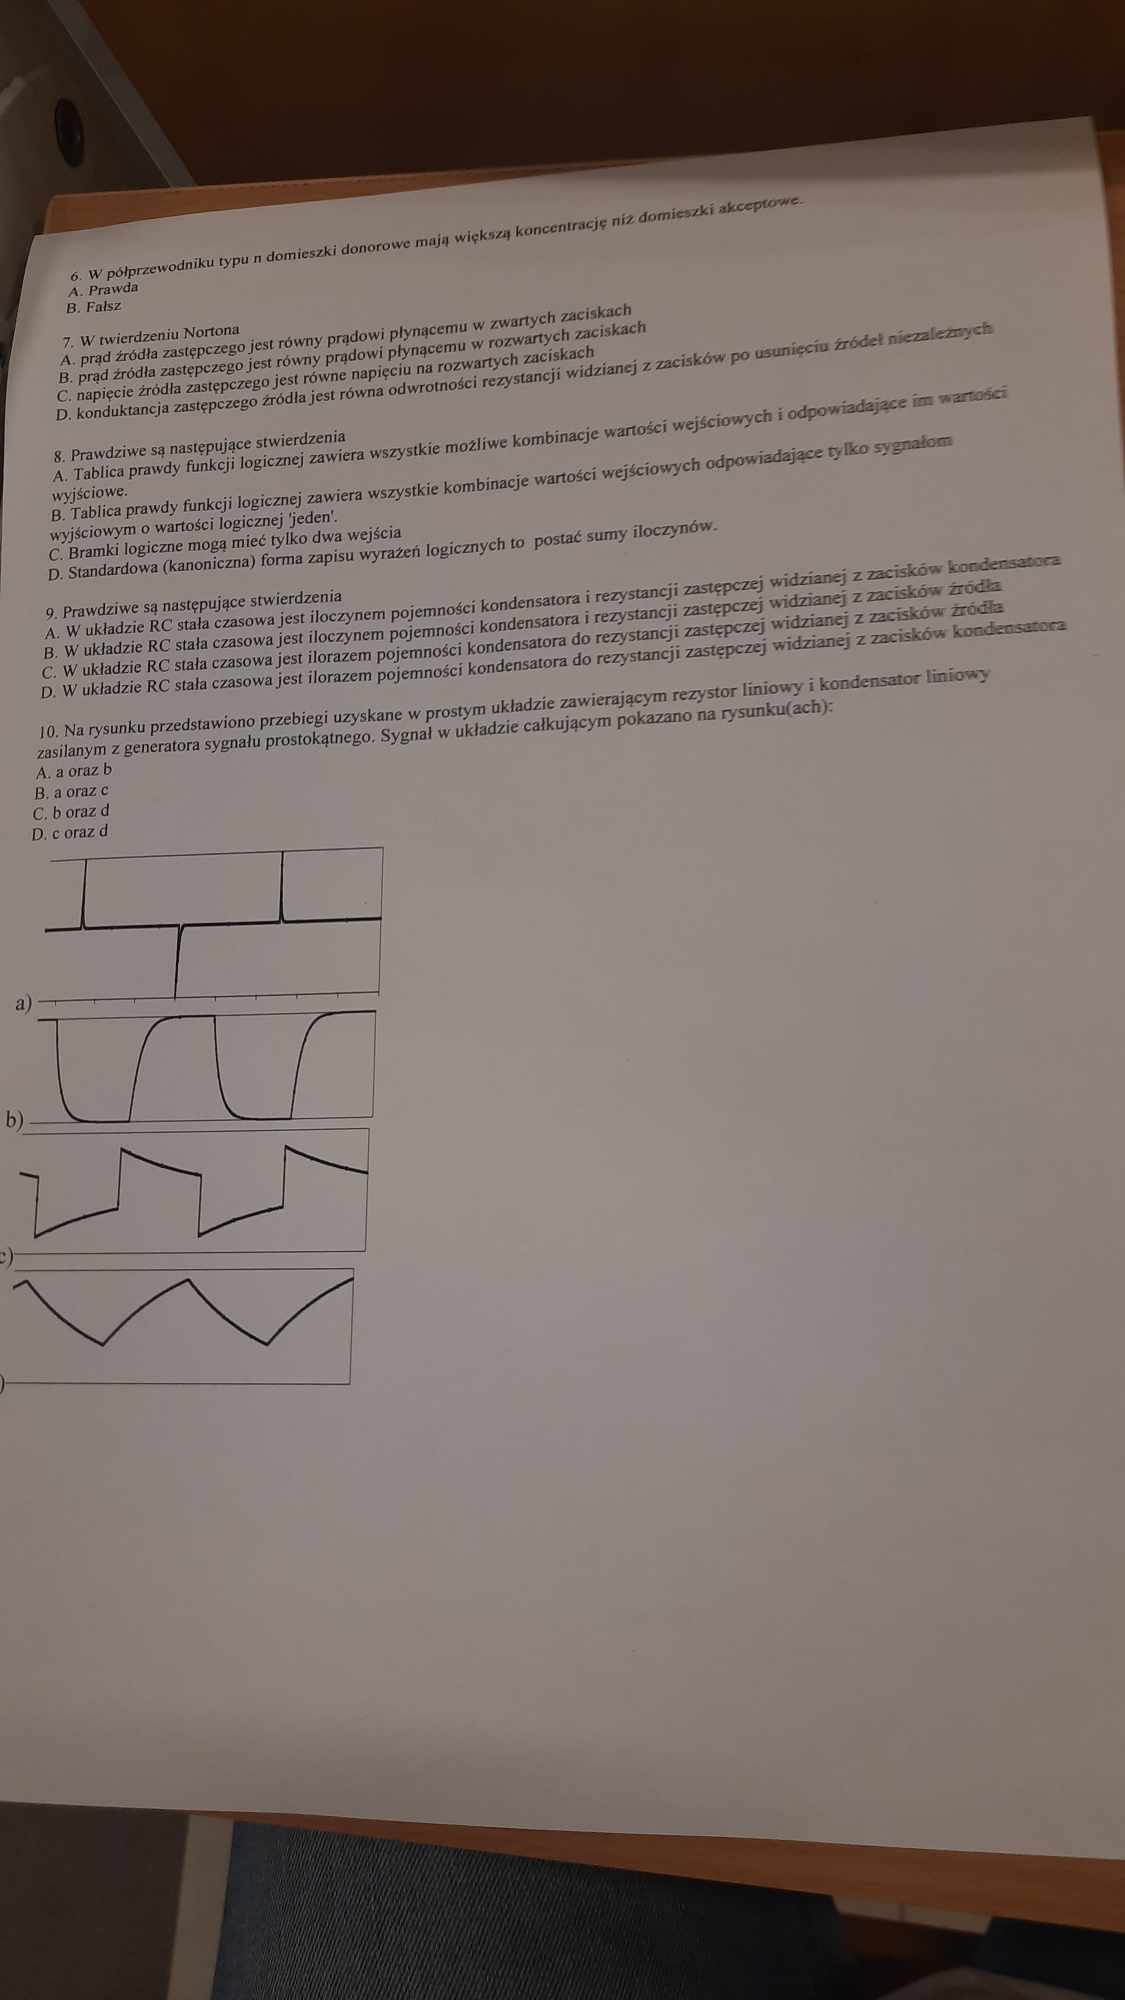 6. W półprzewodniku typu n domieszki donorowe mają większą koncentrację niż domieszki akceptowe.
A. Prawda
B. Fałsz
7. W twierdzeniu Nortona
A. prąd źródła zastępczego jest równy prądowi płynącemu w zwartych zaciskach
B. prąd źródła zastępczego jest równy prądowi płynącemu w rozwartych zaciskach
C. napięcie źródła zastępczego jest równe napięciu na rozwartych zaciskach
D. konduktancja zastępczego źródła jest równa odwrotności rezystancji widzianej z zacisków po usunięciu źródeł niezależnych
8. Prawdziwe są następujące stwierdzenia
A. Tablica prawdy funkcji logicznej zawiera wszystkie możliwe kombinacje wartości wejściowych i odpowiadające im wartości
wyjściowe.
B. Tablica prawdy funkcji logicznej zawiera wszystkie kombinacje wartości wejściowych odpowiadające tylko sygnałom
wyjściowym o wartości logicznej 'jeden'.
C. Bramki logiczne mogą mieć tylko dwa wejścia
D. Standardowa (kanoniczna) forma zapisu wyrażeń logicznych to postać sumy iloczynów.
9. Prawdziwe są następujące stwierdzenia
A. W układzie RC stała czasowa jest iloczynem pojemności kondensatora i rezystancji zastępczej widzianej z zacisków kondensatora
B. W układzie RC stała czasowa jest iloczynem pojemności kondensatora i rezystancji zastępczej widzianej z zacisków źródła
C. W układzie RC stała czasowa jest ilorazem pojemności kondensatora do rezystancji zastępczej widzianej z zacisków źródła
D. W układzie RC stała czasowa jest ilorazem pojemności kondensatora do rezystancji zastępczej widzianej z zacisków kondensatora
10. Na rysunku przedstawiono przebiegi uzyskane w prostym układzie zawierającym rezystor liniowy i kondensator liniowy
zasilanym z generatora sygnału prostokątnego. Sygnał w układzie całkującym pokazano na rysunku(ach):
A. a oraz b
B. a oraz c
C. b oraz d
D. c oraz d
a)
b)
c)
)